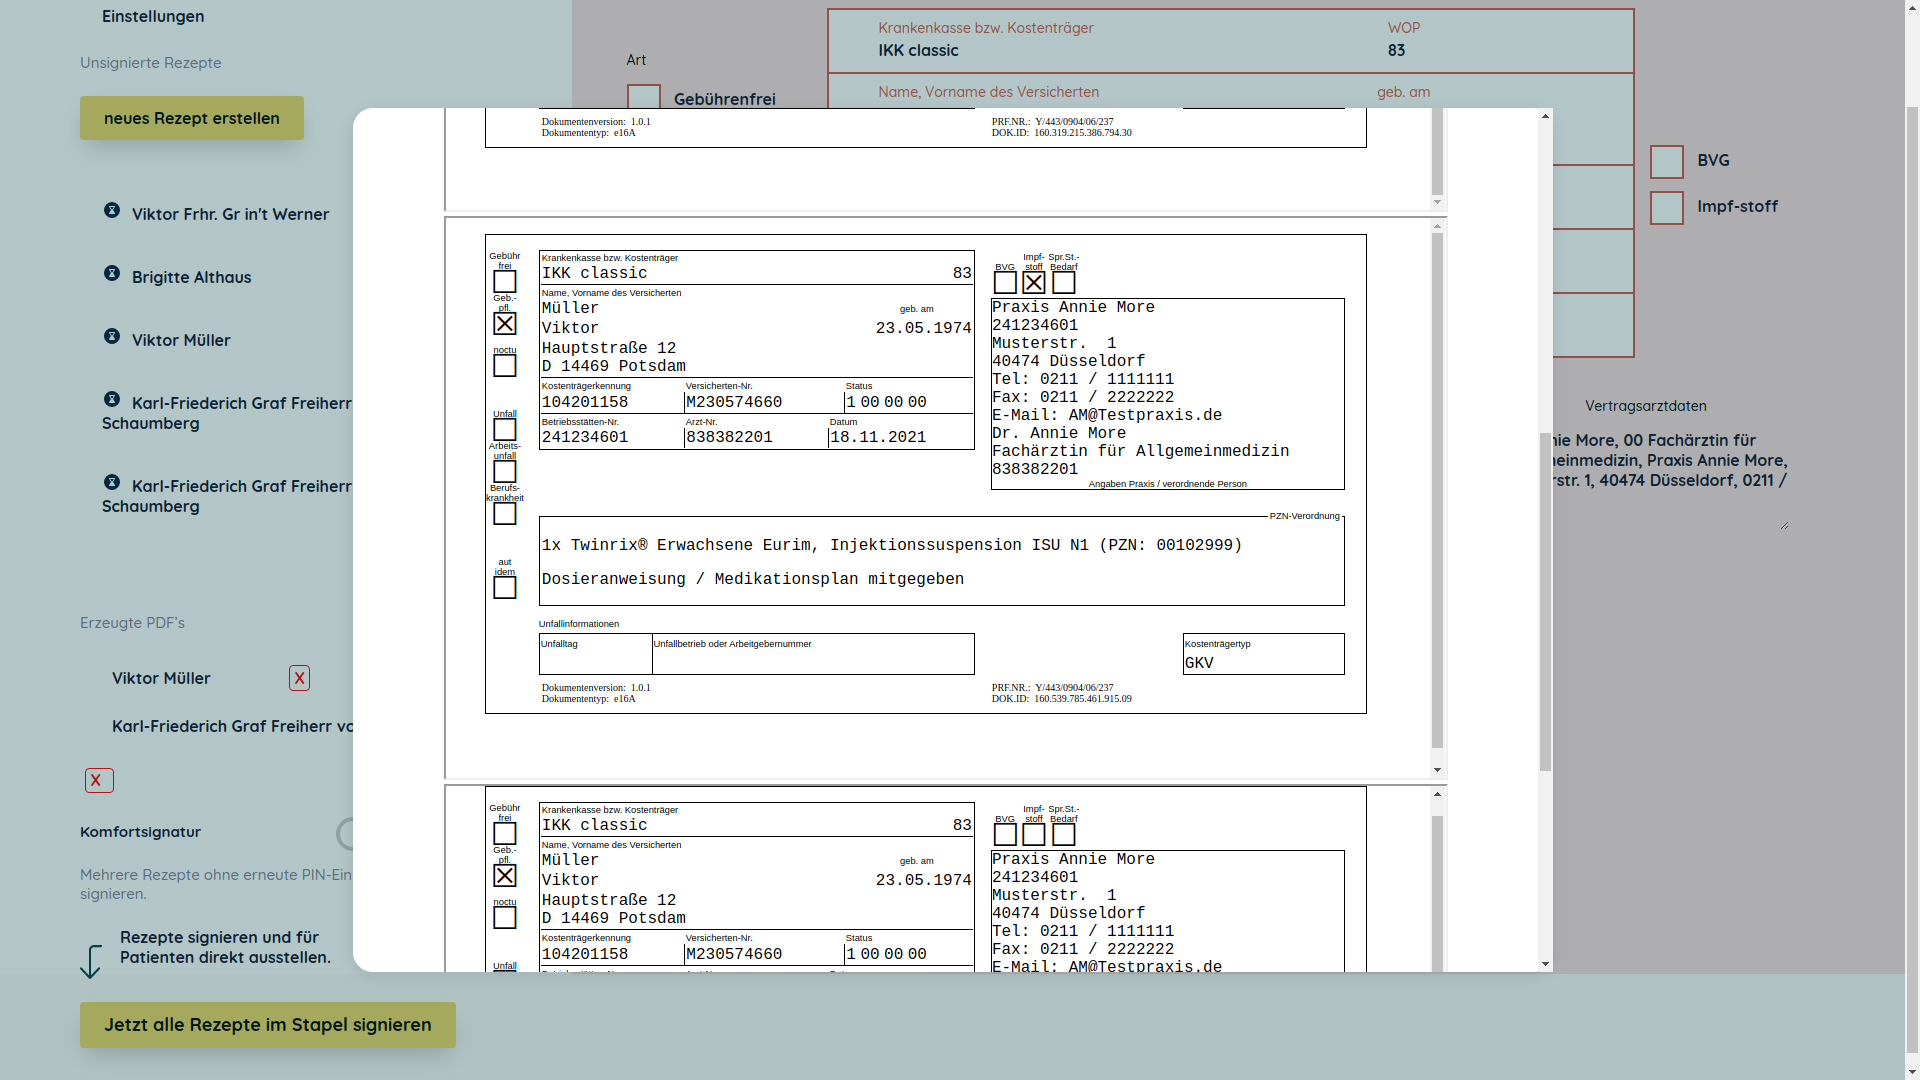 Einstellungen
Unsignierte Rezepte
neues Rezept erstellen
Viktor Frhr. Gr in't Werner
Brigitte Althaus
Viktor Müller
Karl-Friederich Graf Freiherr
Schaumberg
Karl-Friederich Graf Freiherr
Schaumberg
Erzeugte PDF's
Viktor Müller
X
Karl-Friederich Graf Freiherr vo
X
Komfortsignatur
Mehrere Rezepte ohne erneute PIN-Ein
signieren.
Rezepte signieren und für
Patienten direkt ausstellen.
Jetzt alle Rezepte im Stapel signieren
Art
Gebührenfrei
Krankenkasse bzw. Kostenträger
WOP
IKK classic
83
Name, Vorname des Versicherten
geb. am
BVG
Impf-stoff
Vertragsarztdaten
nie More, 00 Fachärztin für
einmedizin, Praxis Annie More,
rstr. 1, 40474 Düsseldorf, 0211 /
Dokumentenversion: 1.0.1
Dokumententyp: e16A
PRF.NR.: Y/443/0904/06/237
DOK.ID: 160.319.215.386.794.30
Gebühr
frei
Geb.-
pfl.
noctu
Unfall
Arbeits-
unfall
Berufs-
krankheit
aut
idem
Krankenkasse bzw. Kostenträger
IKK classic 83
Name, Vorname des Versicherten
Müller
geb. am
Viktor 23.05.1974
Hauptstraße 12
D 14469 Potsdam
Kostenträgerkennung Versicherten-Nr. Status
104201158 M230574660 1 00 00 00
Betriebsstätten-Nr. Arzt-Nr. Datum
241234601 838382201 18.11.2021
BVG
Impf-
stoff
Spr.St.-
Bedarf
Praxis Annie More
241234601
Musterstr. 1
40474 Düsseldorf
Tel: 0211 / 1111111
Fax: 0211 / 2222222
E-Mail: AM@Testpraxis.de
Dr. Annie More
Fachärztin für Allgemeinmedizin
838382201
Angaben Praxis / verordnende Person
PZN-Verordnung
1x Twinrix® Erwachsene Eurim, Injektionssuspension ISU N1 (PZN: 00102999)
Dosieranweisung / Medikationsplan mitgegeben
Unfallinformationen
Unfalltag
Unfallbetrieb oder Arbeitgebernummer
Kostenträgertyp
GKV
Dokumentenversion: 1.0.1
Dokumententyp: e16A
PRF.NR.: Y/443/0904/06/237
DOK.ID: 160.539.785.461.915.09
Gebühr
frei
Geb.-
pfl.
noctu
Unfall
Krankenkasse bzw. Kostenträger
IKK classic 83
Name, Vorname des Versicherten
Müller
geb. am
Viktor 23.05.1974
Hauptstraße 12
D 14469 Potsdam
Kostenträgerkennung Versicherten-Nr. Status
104201158 M230574660 1 00 00 00
BVG
Impf-
stoff
Spr.St.-
Bedarf
Praxis Annie More
241234601
Musterstr. 1
40474 Düsseldorf
Tel: 0211 / 1111111
Fax: 0211 / 2222222
E-Mail: AM@Testpraxis.de